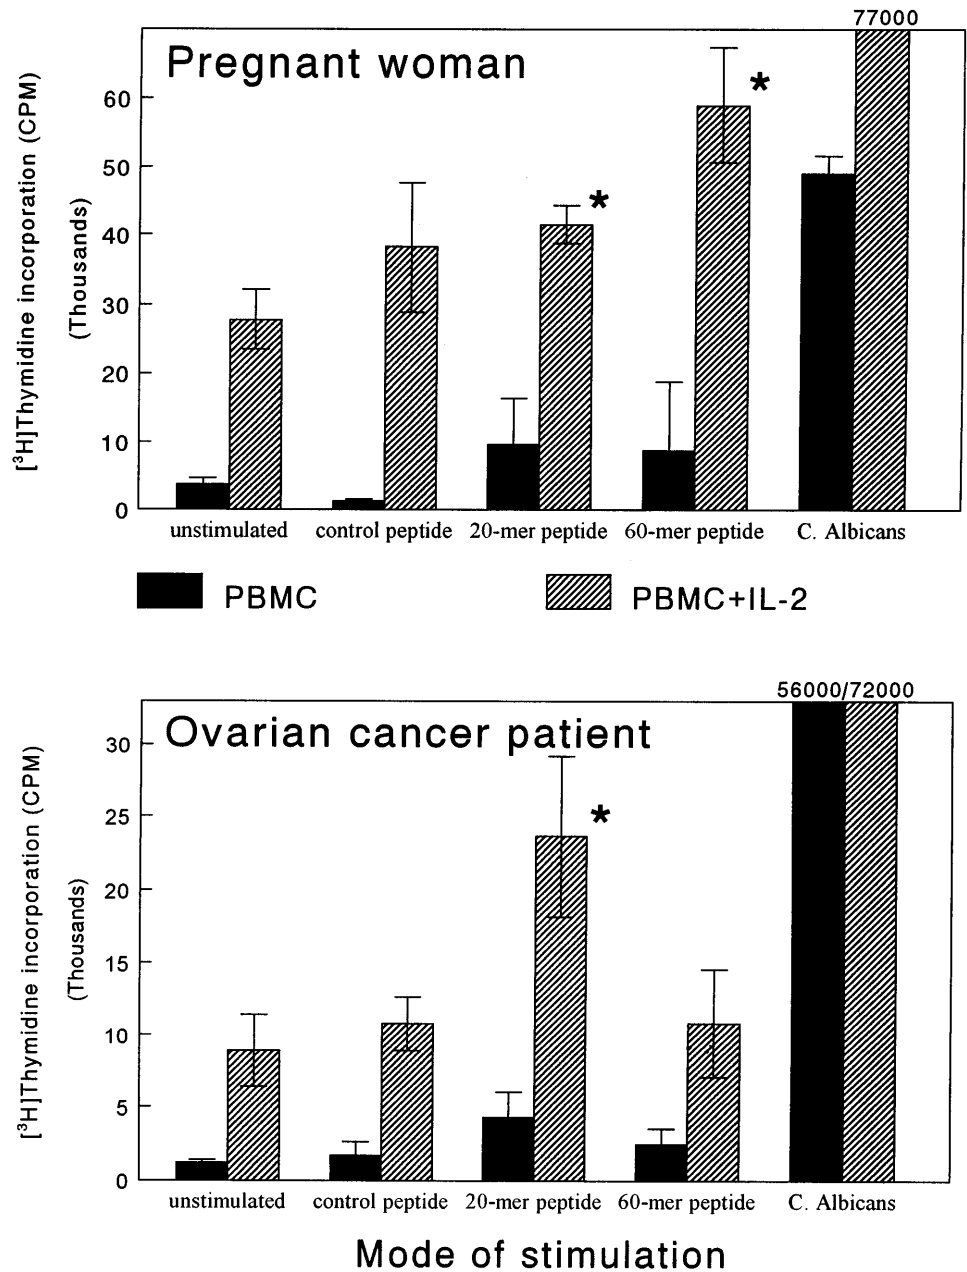 77000
Pregnant woman
[³H]Thymidine incorporation (CPM)
(Thousands)
60
50
40
30
20
10
0
*
*
unstimulated control peptide 20-mer peptide 60-mer peptide C. Albicans
PBMC PBMC+IL-2
56000/72000
Ovarian cancer patient
[³H]Thymidine incorporation (CPM)
(Thousands)
30
25
20
15
10
5
0
*
unstimulated control peptide 20-mer peptide 60-mer peptide C. Albicans
Mode of stimulation